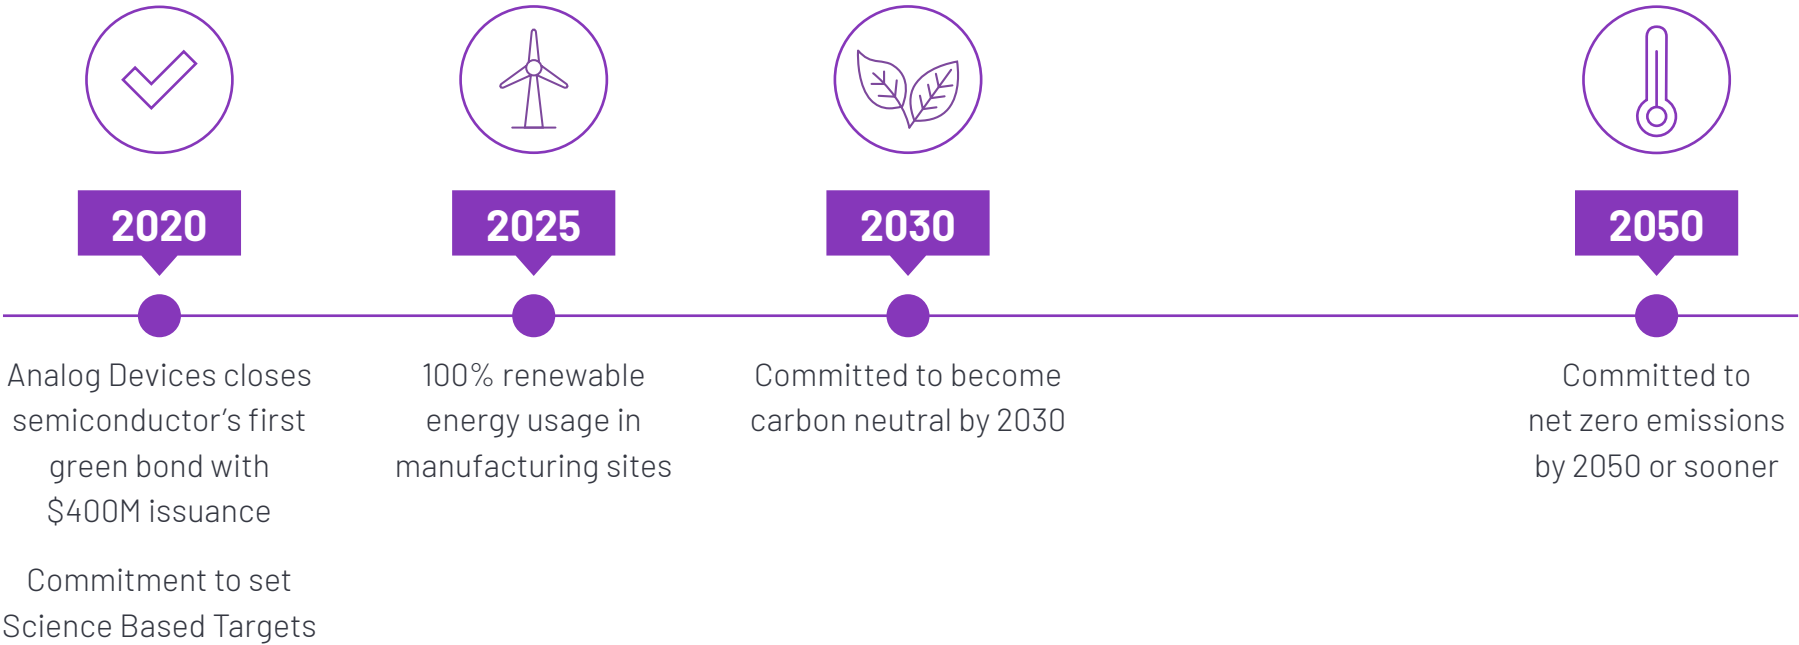 2020
Analog Devices closes
semiconductor's first
green bond with
$400M issuance
Commitment to set
Science Based Targets
2025
100% renewable
energy usage in
manufacturing sites
2030
Committed to become
carbon neutral by 2030
2050
Committed to
net zero emissions
by 2050 or sooner